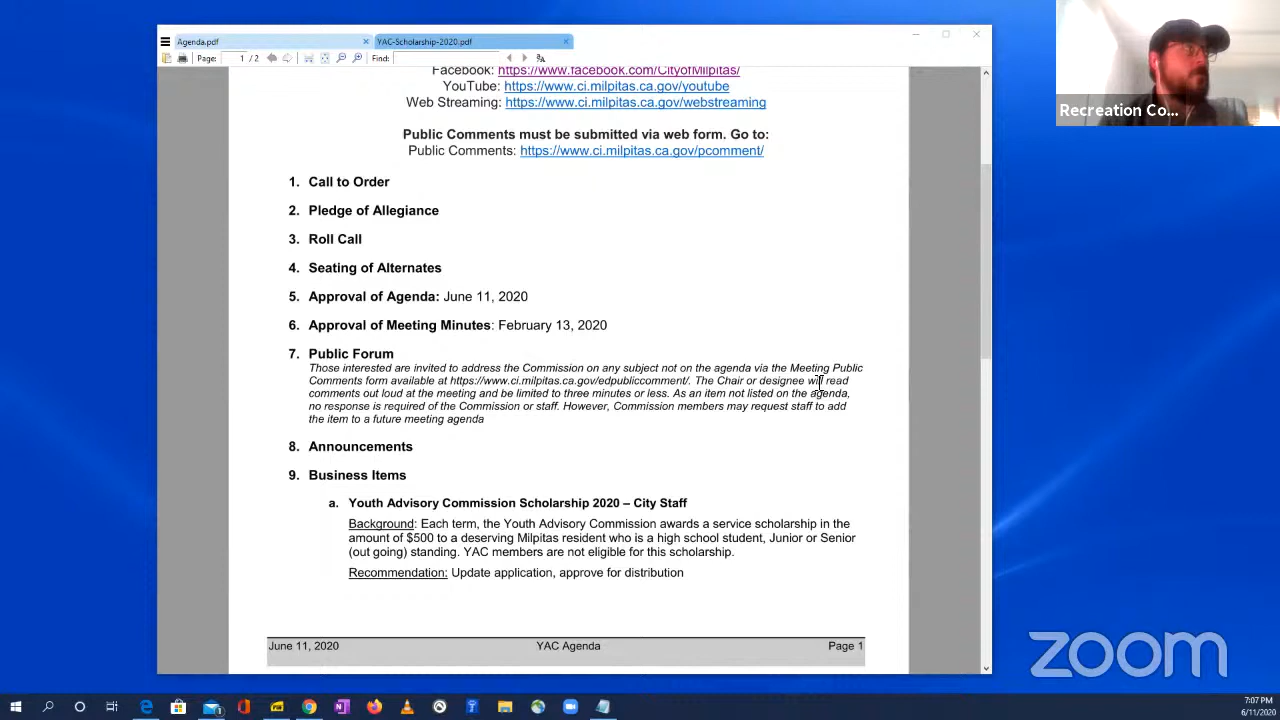 Agenda.pdf
YAC-Scholarship-2020.pdf
Page: 1 / 2
Find:
Facebook: https://www.facebook.com/CityofMilpitas/
YouTube: https://www.ci.milpitas.ca.gov/youtube
Web Streaming: https://www.ci.milpitas.ca.gov/webstreaming
Public Comments must be submitted via web form. Go to:
Public Comments: https://www.ci.milpitas.ca.gov/pcomment/
1. Call to Order
2. Pledge of Allegiance
3. Roll Call
4. Seating of Alternates
5. Approval of Agenda: June 11, 2020
6. Approval of Meeting Minutes: February 13, 2020
7. Public Forum
Those interested are invited to address the Commission on any subject not on the agenda via the Meeting Public
Comments form available at https://www.ci.milpitas.ca.gov/edpubliccomment/. The Chair or designee will read
comments out loud at the meeting and be limited to three minutes or less. As an item not listed on the agenda,
no response is required of the Commission or staff. However, Commission members may request staff to add
the item to a future meeting agenda
8. Announcements
9. Business Items
a. Youth Advisory Commission Scholarship 2020 – City Staff
Background: Each term, the Youth Advisory Commission awards a service scholarship in the
amount of $500 to a deserving Milpitas resident who is a high school student, Junior or Senior
(out going) standing. YAC members are not eligible for this scholarship.
Recommendation: Update application, approve for distribution
June 11, 2020 YAC Agenda Page 1
Recreation Co...
zoom
7:07 PM
6/11/2020